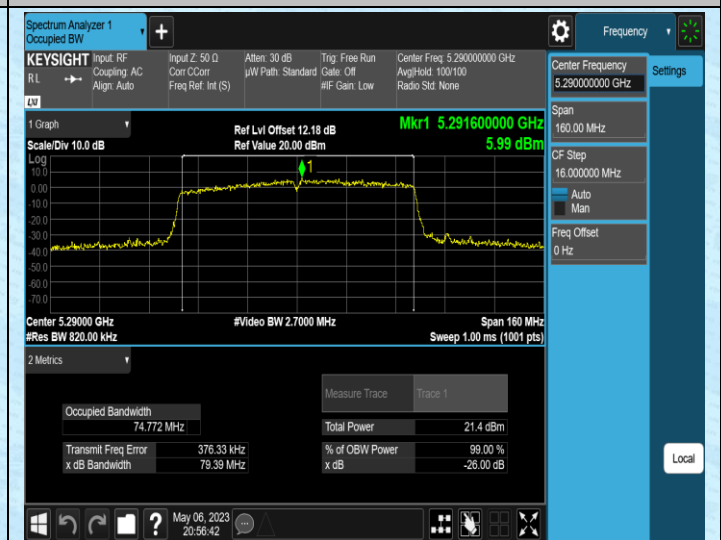 Spectrum Analyzer 1
Occupied BW
+
Frequency
KEYSIGHT
R L
LXI
Input: RF
Coupling: AC
Align: Auto
Input Z: 50 Ω
Corr CCorr
Freq Ref: Int (S)
Atten: 30 dB
µW Path: Standard
Trig: Free Run
Gate: Off
#IF Gain: Low
Center Freq: 5.290000000 GHz
Avg|Hold: 100/100
Radio Std: None
Center Frequency
5.290000000 GHz
Settings
Span
160.00 MHz
CF Step
16.000000 MHz
Auto
Man
Freq Offset
0 Hz
1 Graph
Scale/Div 10.0 dB
Ref Lvl Offset 12.18 dB
Ref Value 20.00 dBm
Mkr1 5.291600000 GHz
5.99 dBm
Log
10.0
0.00
-10.0
-20.0
-30.0
-40.0
-50.0
-60.0
-70.0
1
Center 5.29000 GHz
#Res BW 820.00 kHz
#Video BW 2.7000 MHz
Span 160 MHz
Sweep 1.00 ms (1001 pts)
2 Metrics
Measure Trace Trace 1
Occupied Bandwidth
74.772 MHz
Total Power 21.4 dBm
Transmit Freq Error 376.33 kHz
% of OBW Power 99.00 %
x dB Bandwidth 79.39 MHz
x dB -26.00 dB
Local
?
May 06, 2023
20:56:42